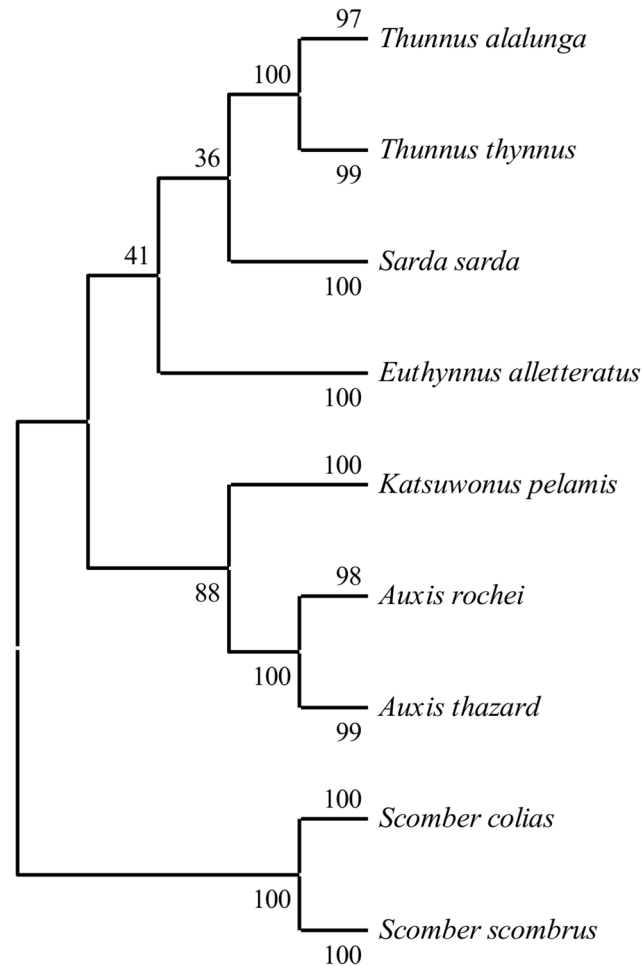 97
Thunnus alalunga
100
Thunnus thynnus
36
99
41
Sarda sarda
100
Euthynnus alletteratus
100
100
Katsuwonus pelamis
98
88
Auxis rochei
100
Auxis thazard
99
100
Scomber colias
100
Scomber scombrus
100